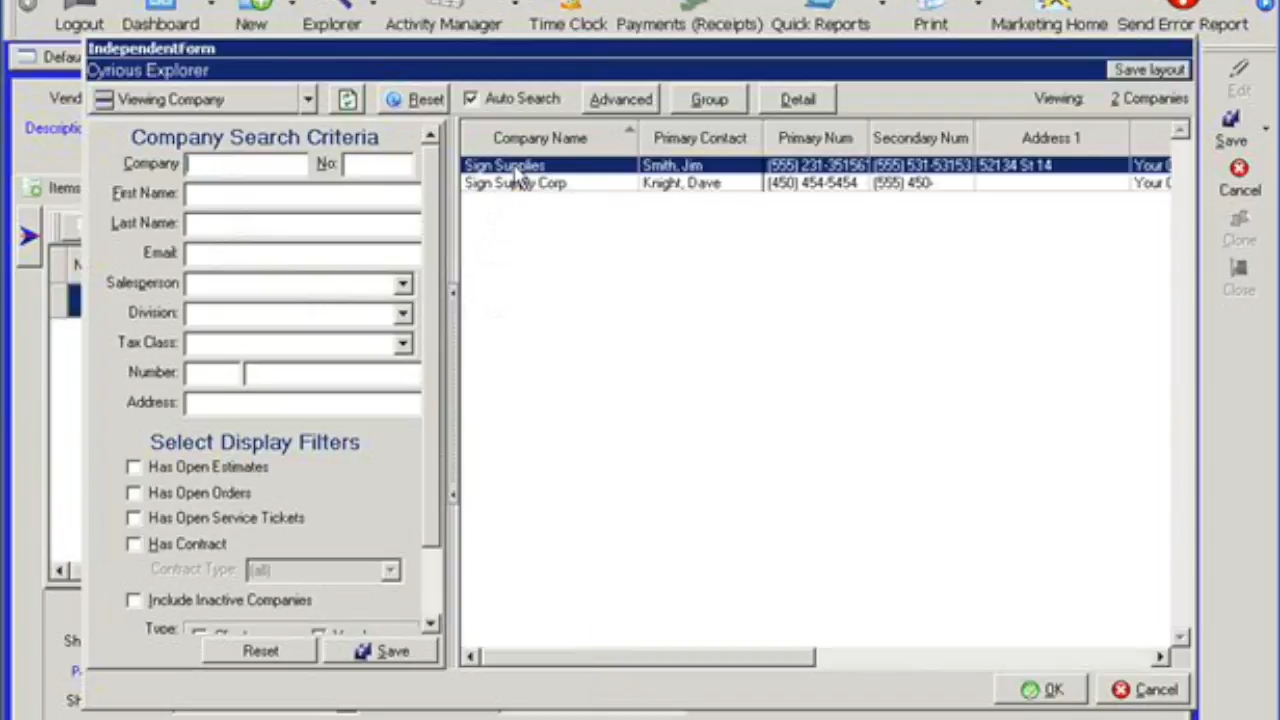 Logout Dashboard New Explorer Activity Manager Time Clock Payments (Receipts) Quick Reports Print Marketing Home Send Error Report
IndependentForm
Cyrious Explorer
Save layout
Viewing Company
Reset
Auto Search
Advanced
Group
Detail
Viewing: 2 Companies
Company Search Criteria
Company No:
First Name:
Last Name:
Email:
Salesperson
Division:
Tax Class:
Number:
Address:
Select Display Filters
Has Open Estimates
Has Open Orders
Has Open Service Tickets
Has Contract
Contract Type: (all)
Include Inactive Companies
Type:
Reset
Save
Company Name Primary Contact Primary Num Secondary Num Address 1
Sign Supplies Smith, Jim (555) 231-35156 (555) 531-53153 52134 St 14 Your
Sign Supply Corp Knight, Dave (450) 454-5454 (555) 450- Your
OK
Cancel
Defau
Vend
Descriptio
Items
N
Sh
P
Sh
Edit
Save
Cancel
Clone
Close